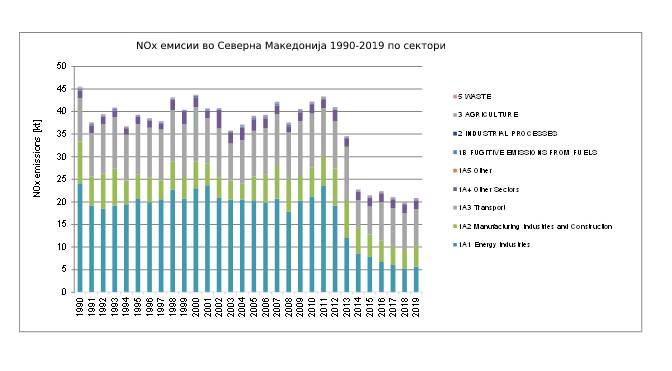 NOx емисии во Северна Македонија 1990-2019 по сектори
NOx emissions [kt]
50
45
40
35
30
25
20
15
10
5
0
1990 1991 1992 1993 1994 1995 1996 1997 1998 1999 2000 2001 2002 2003 2004 2005 2006 2007 2008 2009 2010 2011 2012 2013 2014 2015 2016 2017 2018 2019
5 WASTE
3 AGRICULTURE
2 INDUSTRIAL PROCESSES
1B FUGITIVE EMISSIONS FROM FUELS
1A5 Other
1A4 Other Sectors
1A3 Transport
1A2 Manufacturing Industries and Construction
1A1 Energy Industries